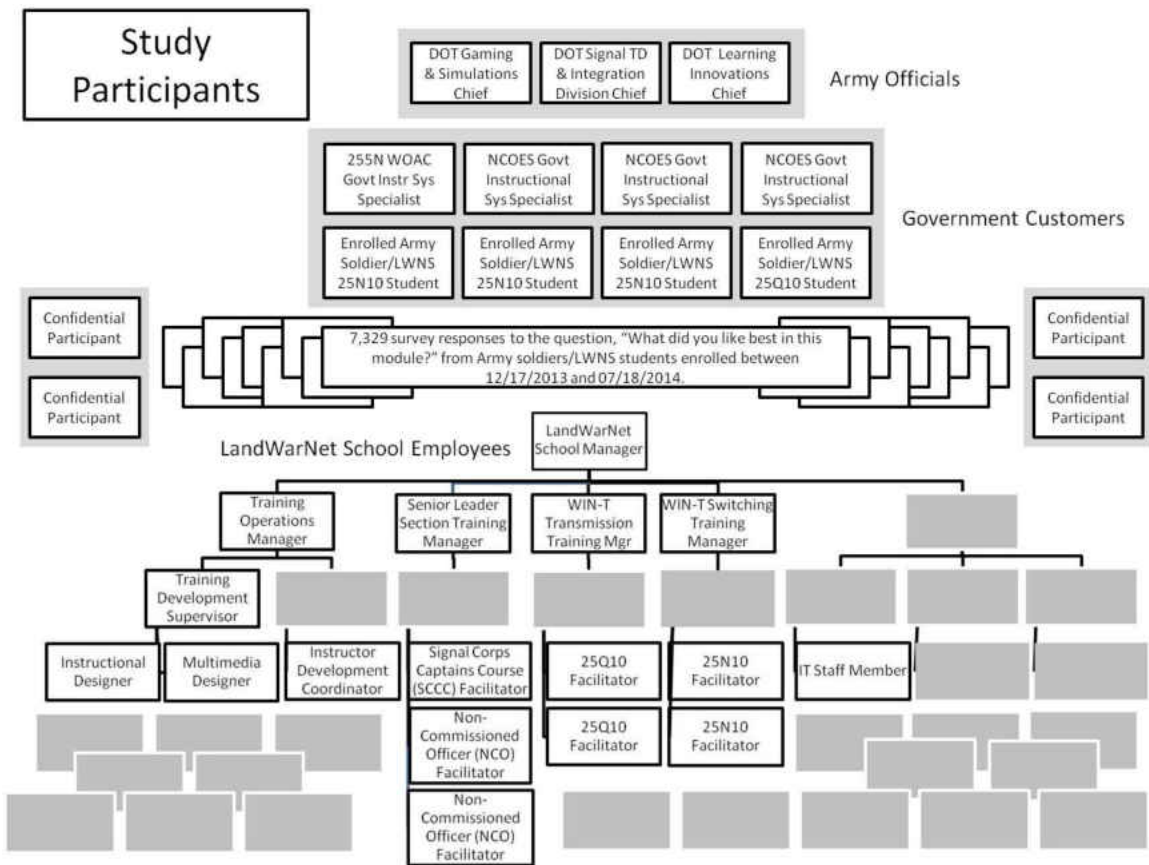 Study
Participants
DOT Gaming
& Simulations
Chief
DOT Signal TD
& Integration
Division Chief
DOT Learning
Innovations
Chief
Army Officials
255N WOAC
Govt Instr Sys
Specialist
NCOES Govt
Instructional
Sys Specialist
NCOES Govt
Instructional
Sys Specialist
NCOES Govt
Instructional
Sys Specialist
Government Customers
Enrolled Army
Soldier/LWNS
25N10 Student
Enrolled Army
Soldier/LWNS
25N10 Student
Enrolled Army
Soldier/LWNS
25N10 Student
Enrolled Army
Soldier/LWNS
25Q10 Student
Confidential
Participant
Confidential
Participant
7,329 survey responses to the question, “What did you like best in this
module?” from Army soldiers/LWNS students enrolled between
12/17/2013 and 07/18/2014.
Confidential
Participant
Confidential
Participant
LandWarNet School Employees
LandWarNet
School Manager
Training
Operations
Manager
Senior Leader
Section Training
Manager
WIN-T
Transmission
Training Mgr
WIN-T Switching
Training
Manager
Training
Development
Supervisor
Instructional
Designer
Multimedia
Designer
Instructor
Development
Coordinator
Signal Corps
Captains Course
(SCCC) Facilitator
25Q10
Facilitator
25N10
Facilitator
IT Staff Member
Non-
Commissioned
Officer (NCO)
Facilitator
25Q10
Facilitator
25N10
Facilitator
Non-
Commissioned
Officer (NCO)
Facilitator